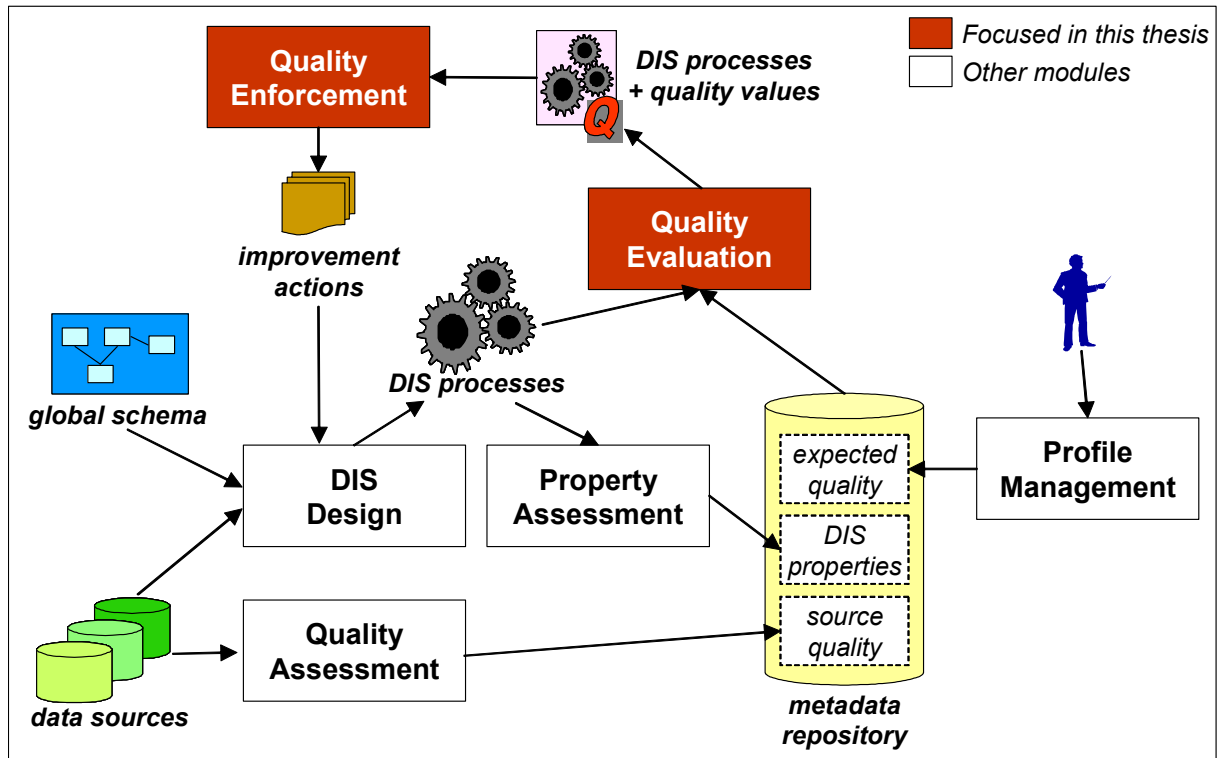 Quality
Enforcement
DIS processes
+ quality values
Focused in this thesis
Other modules
Q
Quality
Evaluation
improvement
actions
global schema
DIS processes
DIS
Design
Property
Assessment
expected
quality
Profile
Management
DIS
properties
Quality
Assessment
source
quality
data sources
metadata
repository